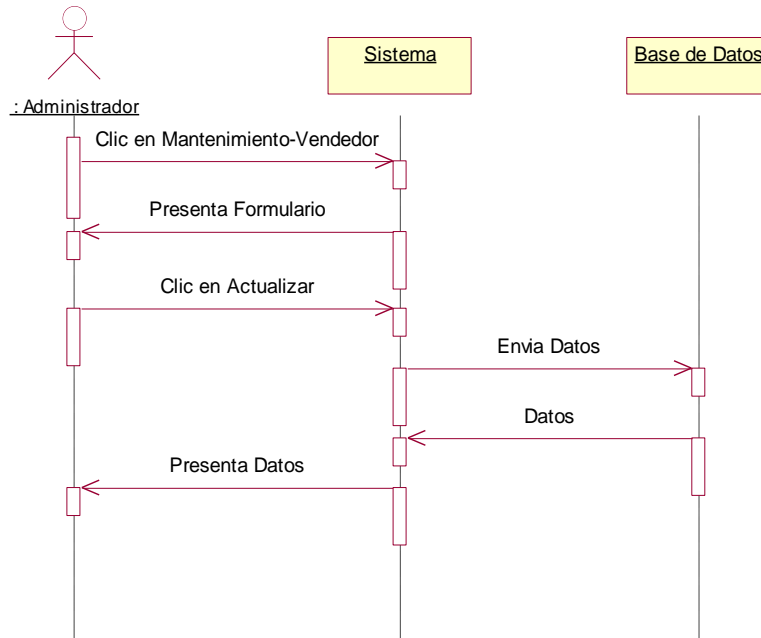 Sistema
Base de Datos
: Administrador
Clic en Mantenimiento-Vendedor
Presenta Formulario
Clic en Actualizar
Envia Datos
Datos
Presenta Datos